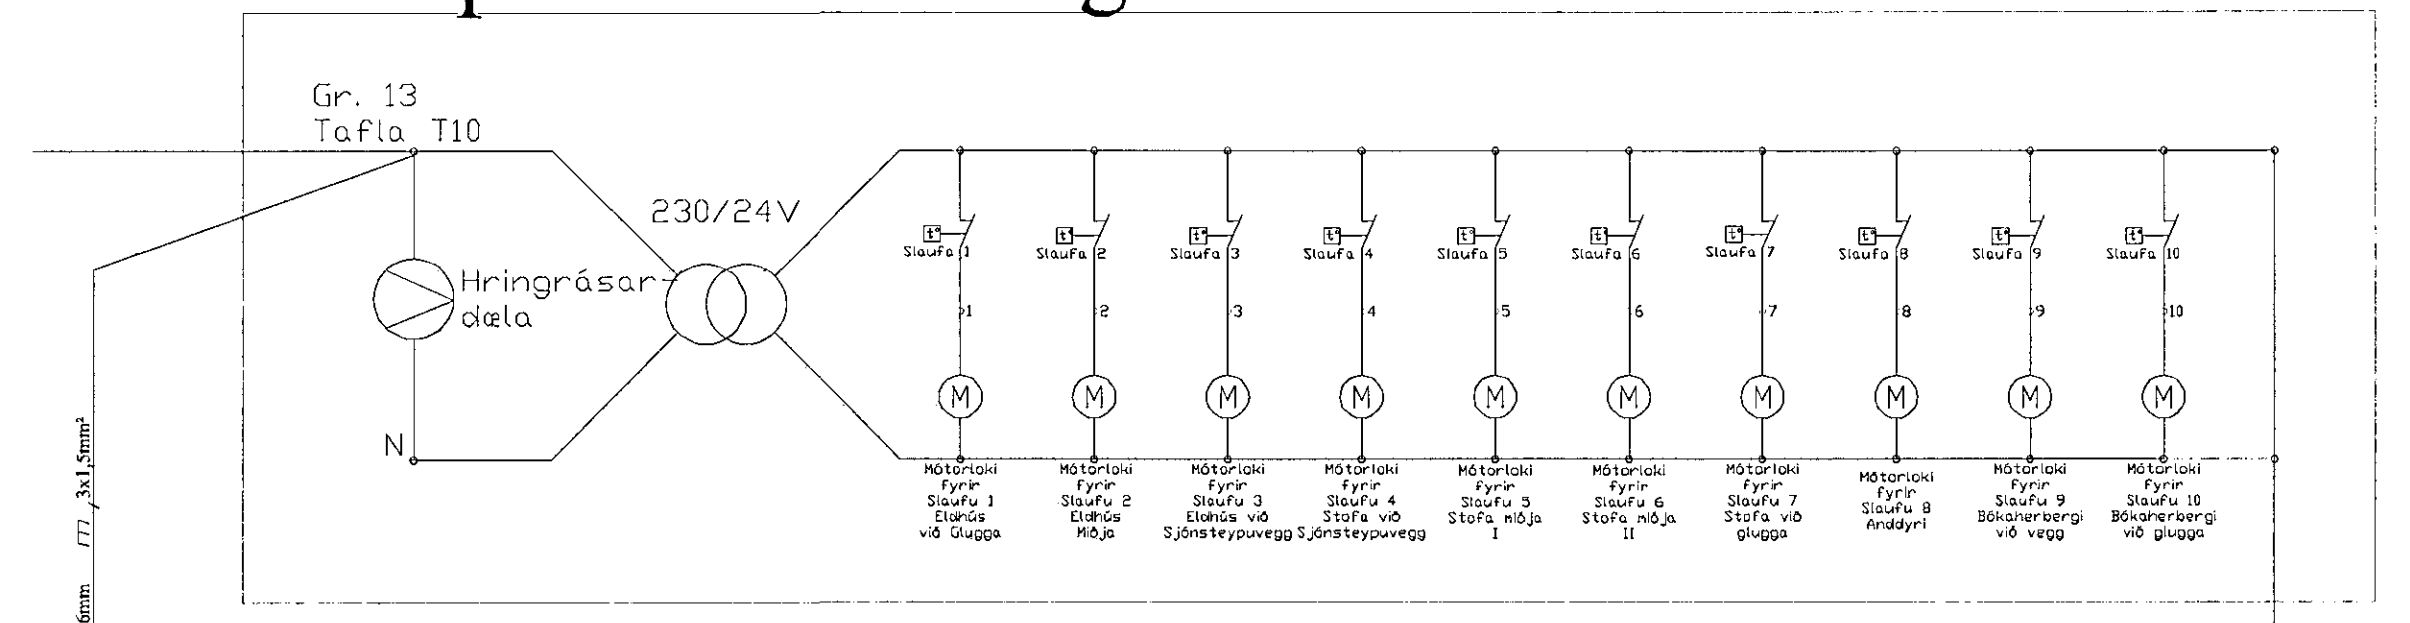 Gr. 13
Tafla T10
230/24V
Hringrásar-
dæla
N
3x1,5mm²
6mm
t° t° t° t° t° t° t° t° t° t°
Slaufa 1 Slaufa 2 Slaufa 3 Slaufa 4 Slaufa 5 Slaufa 6 Slaufa 7 Slaufa 8 Slaufa 9 Slaufa 10
1 2 3 4 5 6 7 8 9 10
M M M M M M M M M M
Mótorloki
fyrir
Slaufu 1
Eldhús
við Glugga
Mótorloki
fyrir
Slaufu 2
Eldhús
Miðja
Mótorloki
fyrir
Slaufu 3
Eldhús við
Sjónsteypuvegg
Mótorloki
fyrir
Slaufu 4
Stofa við
Sjónsteypuvegg
Mótorloki
fyrir
Slaufu 5
Stofa miðja
I
Mótorloki
fyrir
Slaufu 6
Stofa miðja
II
Mótorloki
fyrir
Slaufu 7
Stofa við
glugga
Mótorloki
fyrir
Slaufu 8
Anddyri
Mótorloki
fyrir
Slaufu 9
Bókaherbergi
við vegg
Mótorloki
fyrir
Slaufu 10
Bókaherbergi
við glugga